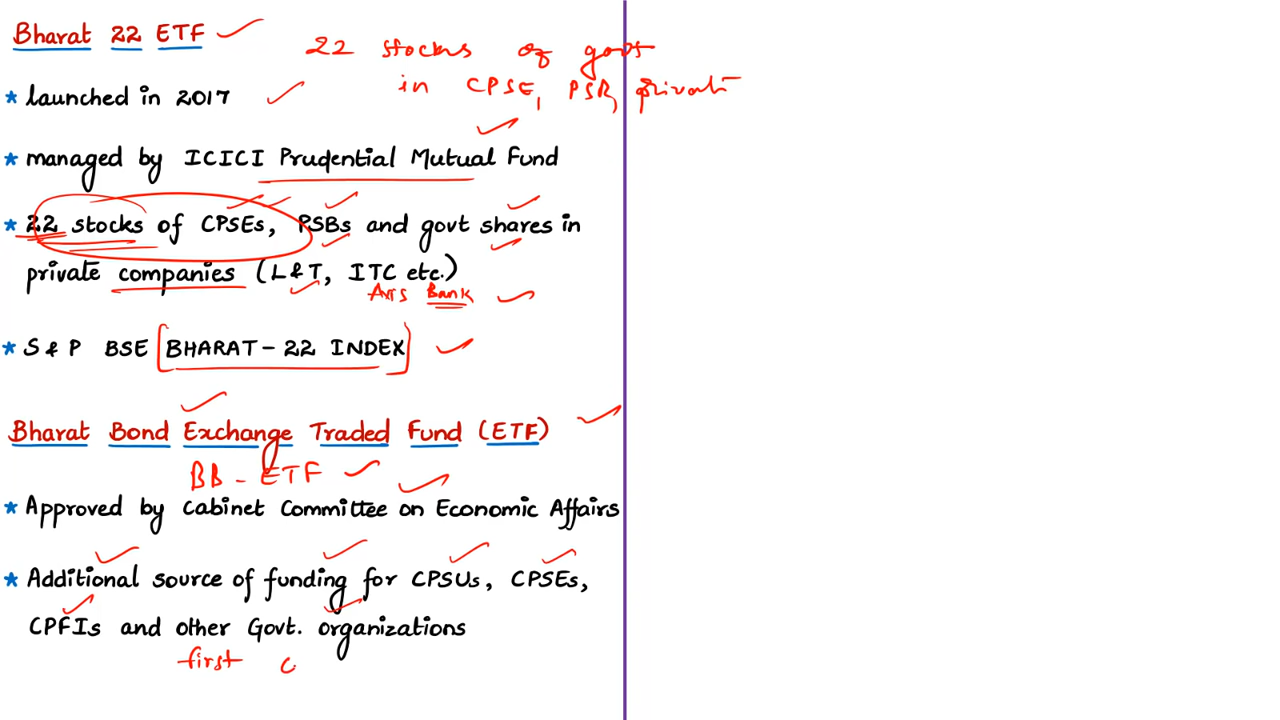 Bharat 22 ETF
22 stocks of govt
in CPSE, PSB, private
* launched in 2017
* managed by ICICI Prudential Mutual Fund
* 22 stocks of CPSEs, PSBs and govt shares in
private companies (L&T, ITC etc.)
Axis Bank
* S&P BSE [BHARAT-22 INDEX]
Bharat Bond Exchange Traded Fund (ETF)
BB - ETF
* Approved by Cabinet Committee on Economic Affairs
* Additional source of funding for CPSUs, CPSEs,
CPFIs and other Govt. organizations
first c